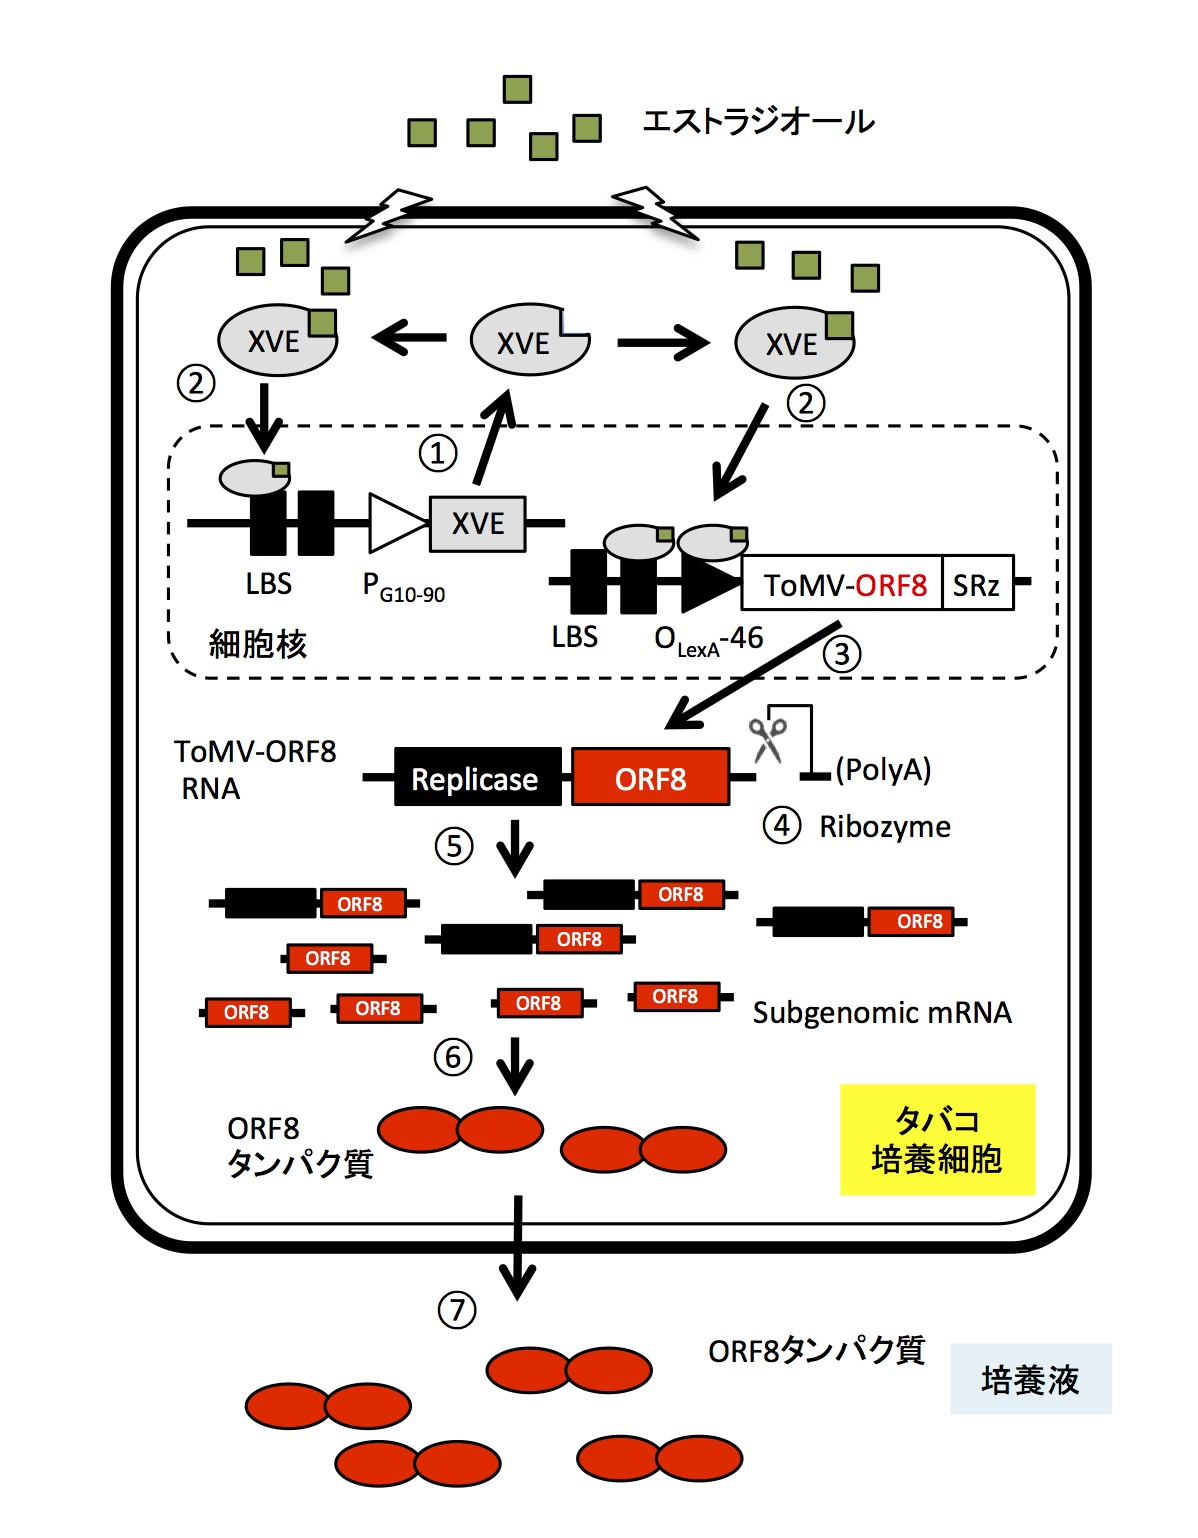 エストラジオール
XVE
XVE
XVE
②
②
①
XVE
LBS
PG10-90
ToMV-ORF8
SRz
LBS
OLexA-46
細胞核
③
ToMV-ORF8
RNA
Replicase
ORF8
(PolyA)
④ Ribozyme
⑤
ORF8
ORF8
ORF8
ORF8
ORF8
ORF8
ORF8
ORF8
ORF8
Subgenomic mRNA
⑥
ORF8
タンパク質
タバコ
培養細胞
⑦
ORF8タンパク質
培養液